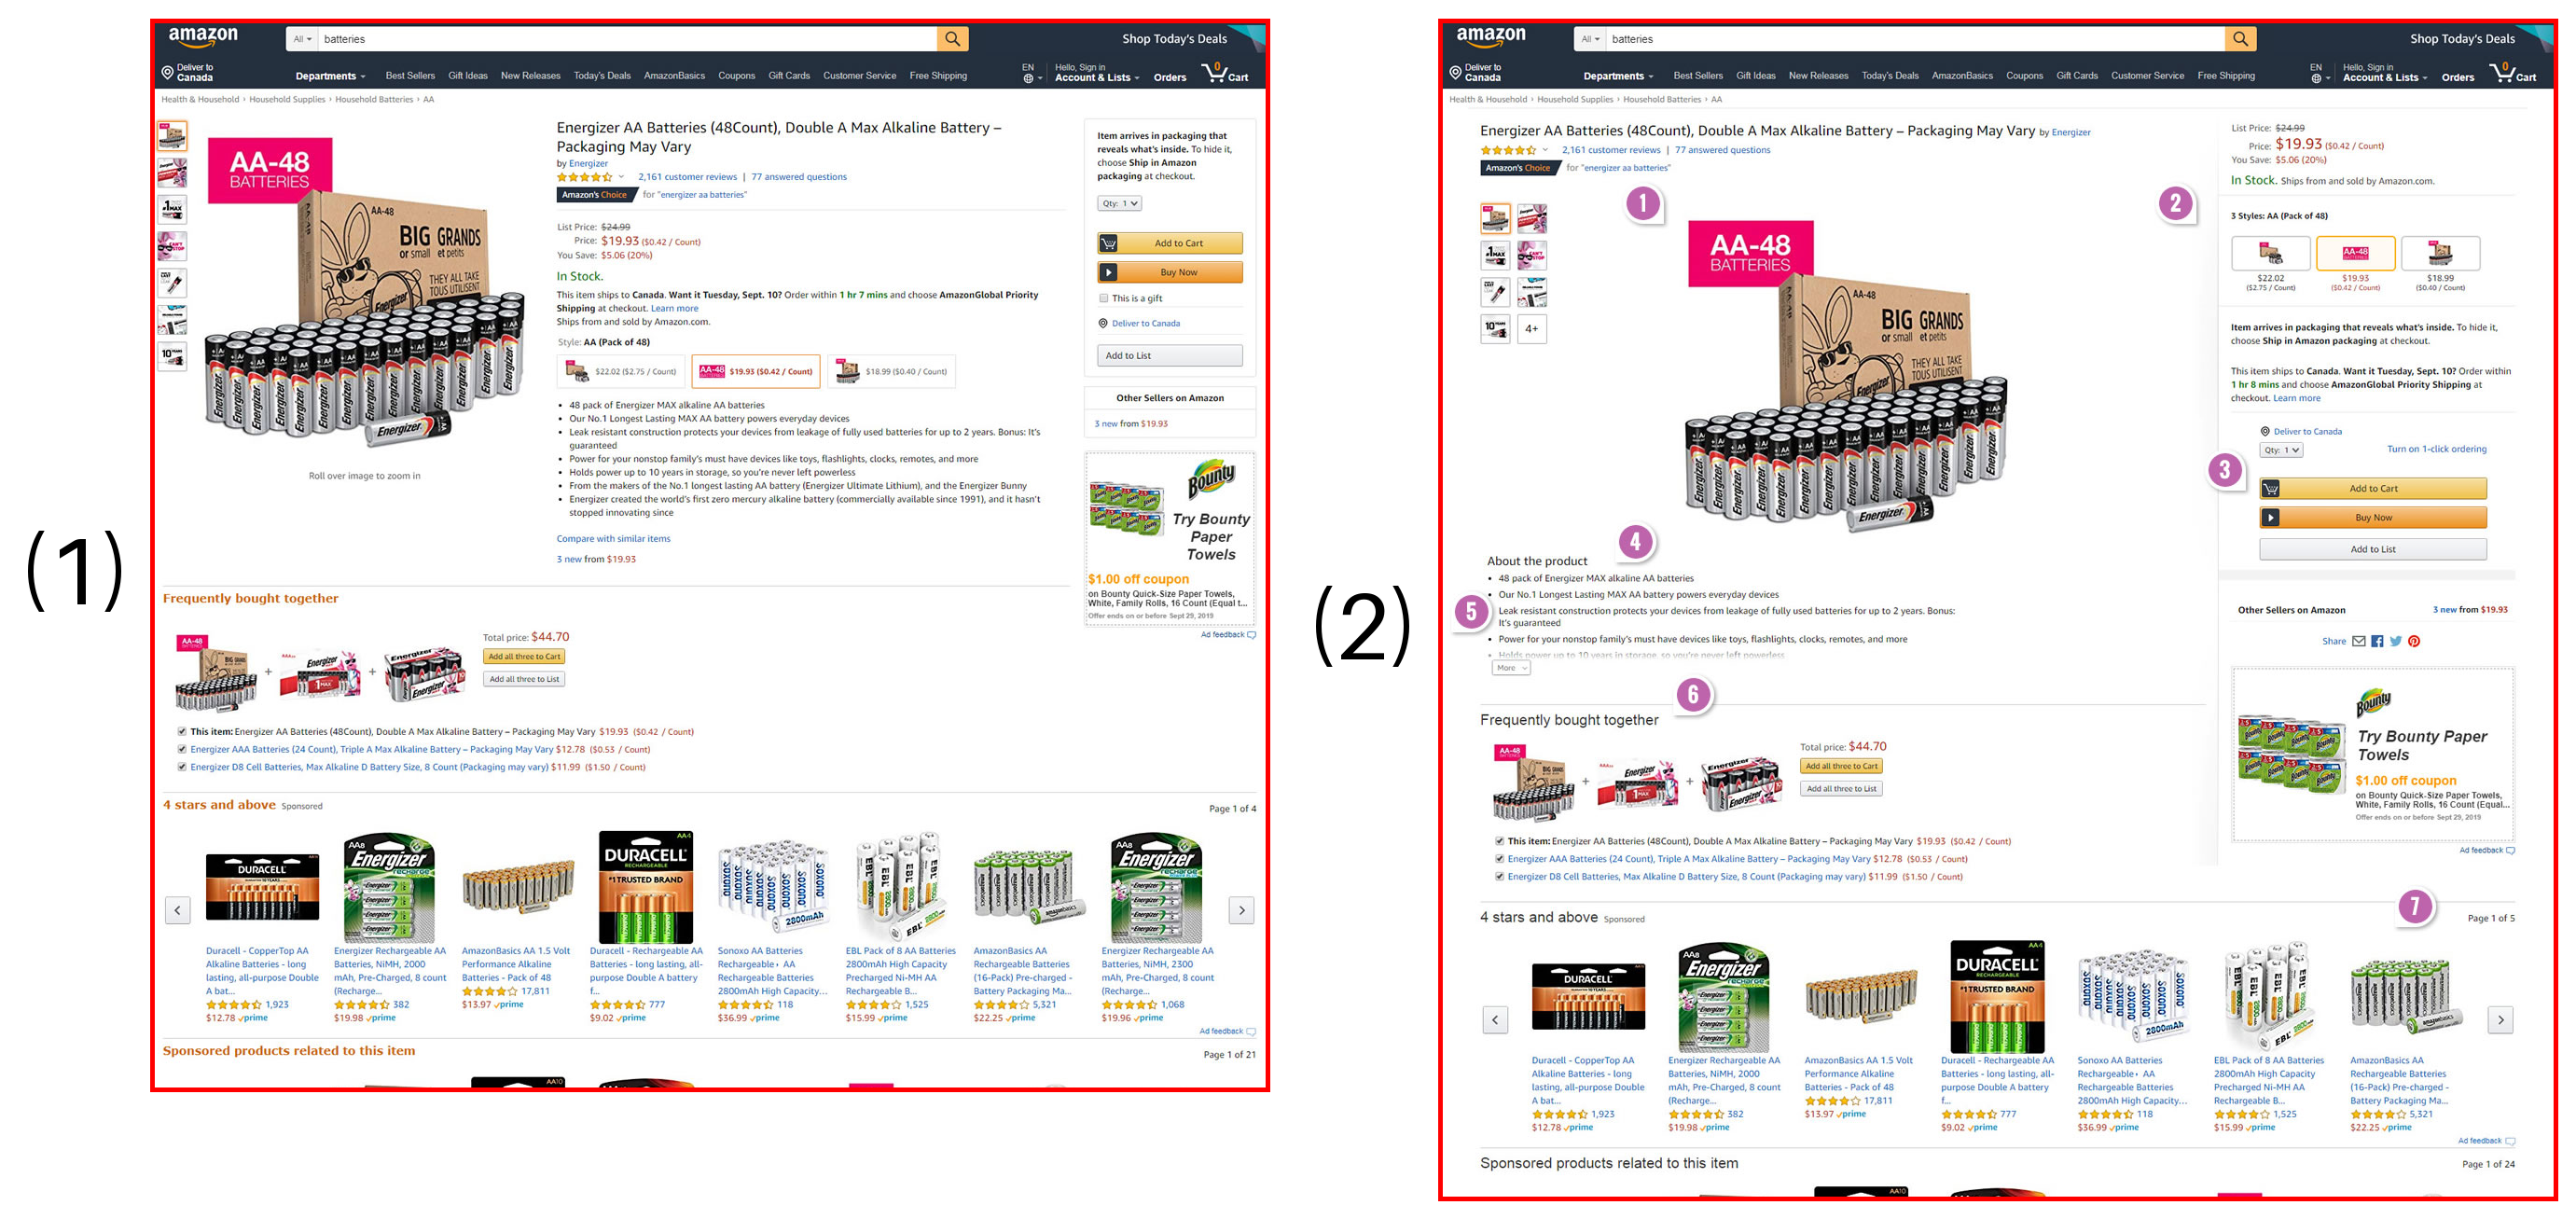 (1)
amazon
All
batteries
Shop Today's Deals
Deliver to
Canada
Departments
Best Sellers
Gift Ideas
New Releases
Today's Deals
AmazonBasics
Coupons
Gift Cards
Customer Service
Free Shipping
EN
Hello, Sign in
Account & Lists
Orders
0
Cart
Health & Household › Household Supplies › Household Batteries › AA
AA-48
BATTERIES
AA-48
BIG GRANDS
or small et petits
THEY ALL TAKE
TOUS UTILISENT
Energizer
Roll over image to zoom in
Energizer AA Batteries (48Count), Double A Max Alkaline Battery –
Packaging May Vary
by Energizer
2,161 customer reviews | 77 answered questions
Amazon's Choice for "energizer aa batteries"
List Price: $24.99
Price: $19.93 ($0.42 / Count)
You Save: $5.06 (20%)
In Stock.
This item ships to Canada. Want it Tuesday, Sept. 10? Order within 1 hr 7 mins and choose AmazonGlobal Priority
Shipping at checkout. Learn more
Ships from and sold by Amazon.com.
Style: AA (Pack of 48)
$22.02 ($2.75 / Count)
AA-48
$19.93 ($0.42 / Count)
$18.99 ($0.40 / Count)
• 48 pack of Energizer MAX alkaline AA batteries
• Our No.1 Longest Lasting MAX AA battery powers everyday devices
• Leak resistant construction protects your devices from leakage of fully used batteries for up to 2 years. Bonus: It's
guaranteed
• Power for your nonstop family's must have devices like toys, flashlights, clocks, remotes, and more
• Holds power up to 10 years in storage, so you're never left powerless
• From the makers of the No.1 longest lasting AA battery (Energizer Ultimate Lithium), and the Energizer Bunny
• Energizer created the world's first zero mercury alkaline battery (commercially available since 1991), and it hasn't
stopped innovating since
Compare with similar items
3 new from $19.93
Item arrives in packaging that
reveals what's inside. To hide it,
choose Ship in Amazon
packaging at checkout.
Qty: 1
Add to Cart
Buy Now
This is a gift
Deliver to Canada
Add to List
Other Sellers on Amazon
3 new from $19.93
Bounty
Try Bounty
Paper
Towels
$1.00 off coupon
on Bounty Quick-Size Paper Towels,
White, Family Rolls, 16 Count (Equal t...
Offer ends on or before Sept 29, 2019
Ad feedback
Frequently bought together
AA-48
+
+
Total price: $44.70
Add all three to Cart
Add all three to List
This item: Energizer AA Batteries (48Count), Double A Max Alkaline Battery – Packaging May Vary $19.93 ($0.42 / Count)
Energizer AAA Batteries (24 Count), Triple A Max Alkaline Battery – Packaging May Vary $12.78 ($0.53 / Count)
Energizer D8 Cell Batteries, Max Alkaline D Battery Size, 8 Count (Packaging may vary) $11.99 ($1.50 / Count)
4 stars and above Sponsored
Page 1 of 4
Duracell - CopperTop AA
Alkaline Batteries - long
lasting, all-purpose Double
A bat...
1,923
$12.78 prime
Energizer Rechargeable AA
Batteries, NiMH, 2000
mAh, Pre-Charged, 8 count
(Recharge...
382
$19.98 prime
AmazonBasics AA 1.5 Volt
Performance Alkaline
Batteries - Pack of 48
17,811
$13.97 prime
Duracell - Rechargeable AA
Batteries - long lasting, all-
purpose Double A battery
f...
777
$9.02 prime
Sonoxo AA Batteries
Rechargeable · AA
Rechargeable Batteries
2800mAh High Capacity...
118
$36.99 prime
EBL Pack of 8 AA Batteries
2800mAh High Capacity
Precharged Ni-MH AA
Rechargeable B...
1,525
$15.99 prime
AmazonBasics AA
Rechargeable Batteries
(16-Pack) Pre-charged -
Battery Packaging Ma...
5,321
$22.25 prime
Energizer Rechargeable AA
Batteries, NiMH, 2300
mAh, Pre-Charged, 8 count
(Recharge...
1,068
$19.96 prime
Ad feedback
Sponsored products related to this item
Page 1 of 21
(2)
amazon
All
batteries
Shop Today's Deals
Deliver to
Canada
Departments
Best Sellers
Gift Ideas
New Releases
Today's Deals
AmazonBasics
Coupons
Gift Cards
Customer Service
Free Shipping
EN
Hello, Sign in
Account & Lists
Orders
0
Cart
Health & Household › Household Supplies › Household Batteries › AA
Energizer AA Batteries (48Count), Double A Max Alkaline Battery – Packaging May Vary by Energizer
2,161 customer reviews | 77 answered questions
Amazon's Choice for "energizer aa batteries"
1
4+
AA-48
BATTERIES
AA-48
BIG GRANDS
or small et petits
THEY ALL TAKE
TOUS UTILISENT
Energizer
4
About the product
• 48 pack of Energizer MAX alkaline AA batteries
• Our No.1 Longest Lasting MAX AA battery powers everyday devices
5
Leak resistant construction protects your devices from leakage of fully used batteries for up to 2 years. Bonus:
It's guaranteed
• Power for your nonstop family's must have devices like toys, flashlights, clocks, remotes, and more
• Holds power up to 10 years in storage, so you're never left powerless
More
2
List Price: $24.99
Price: $19.93 ($0.42 / Count)
You Save: $5.06 (20%)
In Stock. Ships from and sold by Amazon.com.
3 Styles: AA (Pack of 48)
$22.02
($2.75 / Count)
AA-48
$19.93
($0.42 / Count)
$18.99
($0.40 / Count)
Item arrives in packaging that reveals what's inside. To hide it,
choose Ship in Amazon packaging at checkout.
This item ships to Canada. Want it Tuesday, Sept. 10? Order within
1 hr 8 mins and choose AmazonGlobal Priority Shipping at
checkout. Learn more
Deliver to Canada
Qty: 1
Turn on 1-click ordering
3
Add to Cart
Buy Now
Add to List
Other Sellers on Amazon
3 new from $19.93
Share
Bounty
Try Bounty Paper
Towels
$1.00 off coupon
on Bounty Quick-Size Paper Towels,
White, Family Rolls, 16 Count (Equal...
Offer ends on or before Sept 29, 2019
Ad feedback
6
Frequently bought together
AA-48
+
+
Total price: $44.70
Add all three to Cart
Add all three to List
This item: Energizer AA Batteries (48Count), Double A Max Alkaline Battery – Packaging May Vary $19.93 ($0.42 / Count)
Energizer AAA Batteries (24 Count), Triple A Max Alkaline Battery – Packaging May Vary $12.78 ($0.53 / Count)
Energizer D8 Cell Batteries, Max Alkaline D Battery Size, 8 Count (Packaging may vary) $11.99 ($1.50 / Count)
7
4 stars and above Sponsored
Page 1 of 5
Duracell - CopperTop AA
Alkaline Batteries - long
lasting, all-purpose Double
A bat...
1,923
$12.78 prime
Energizer Rechargeable AA
Batteries, NiMH, 2000
mAh, Pre-Charged, 8 count
(Recharge...
382
$19.98 prime
AmazonBasics AA 1.5 Volt
Performance Alkaline
Batteries - Pack of 48
17,811
$13.97 prime
Duracell - Rechargeable AA
Batteries - long lasting, all-
purpose Double A battery
f...
777
$9.02 prime
Sonoxo AA Batteries
Rechargeable · AA
Rechargeable Batteries
2800mAh High Capacity...
118
$36.99 prime
EBL Pack of 8 AA Batteries
2800mAh High Capacity
Precharged Ni-MH AA
Rechargeable B...
1,525
$15.99 prime
AmazonBasics AA
Rechargeable Batteries
(16-Pack) Pre-charged -
Battery Packaging Ma...
5,321
$22.25 prime
Ad feedback
Sponsored products related to this item
Page 1 of 24